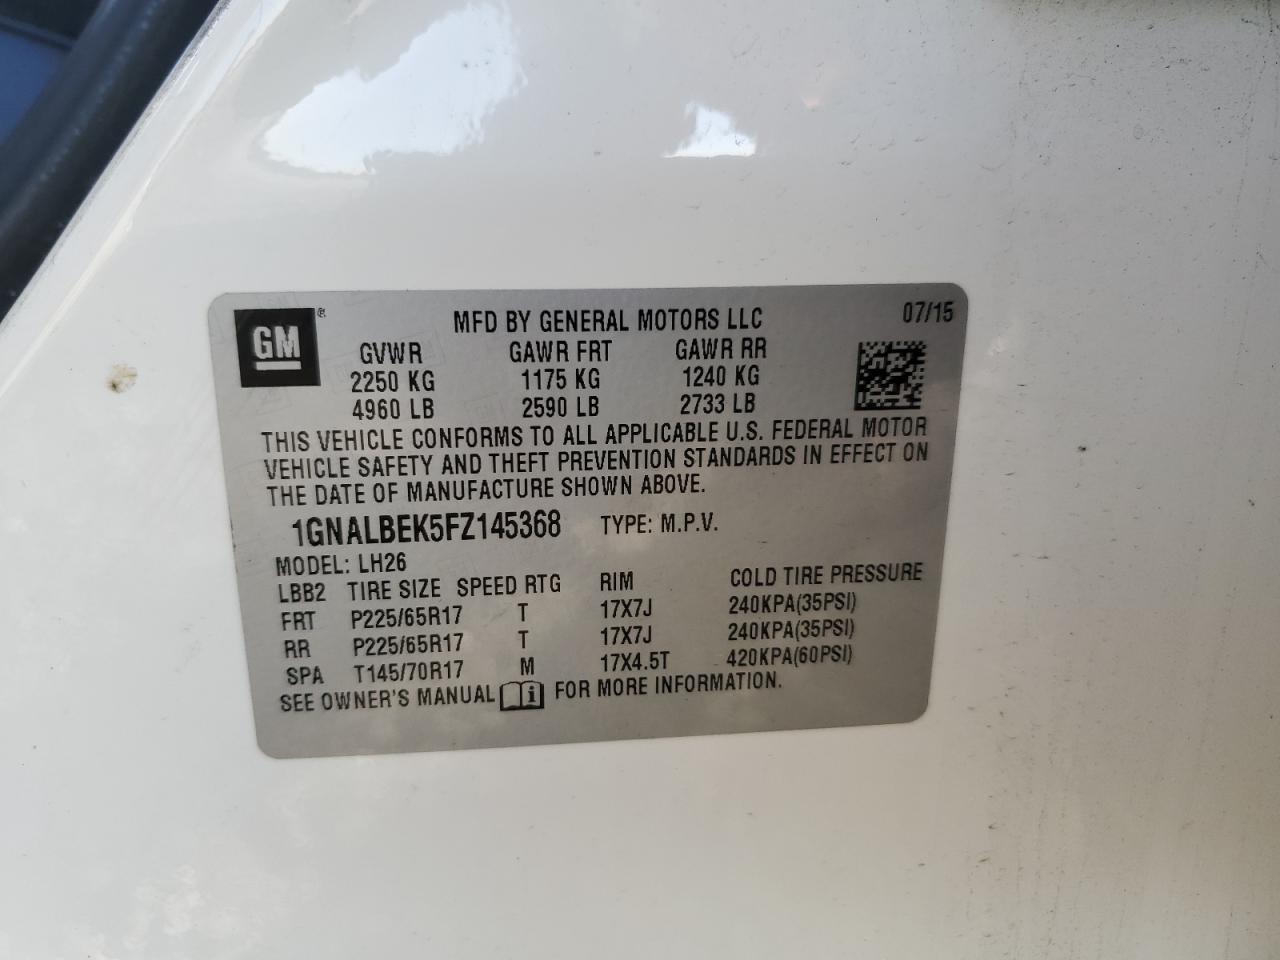 GM® MFD BY GENERAL MOTORS LLC 07/15
GVWR GAWR FRT GAWR RR
2250 KG 1175 KG 1240 KG
4960 LB 2590 LB 2733 LB
THIS VEHICLE CONFORMS TO ALL APPLICABLE U.S. FEDERAL MOTOR
VEHICLE SAFETY AND THEFT PREVENTION STANDARDS IN EFFECT ON
THE DATE OF MANUFACTURE SHOWN ABOVE.
1GNALBEK5FZ145368 TYPE: M.P.V.
MODEL: LH26
LBB2 TIRE SIZE SPEED RTG RIM COLD TIRE PRESSURE
FRT P225/65R17 T 17X7J 240KPA(35PSI)
RR P225/65R17 T 17X7J 240KPA(35PSI)
SPA T145/70R17 M 17X4.5T 420KPA(60PSI)
SEE OWNER'S MANUAL i FOR MORE INFORMATION.